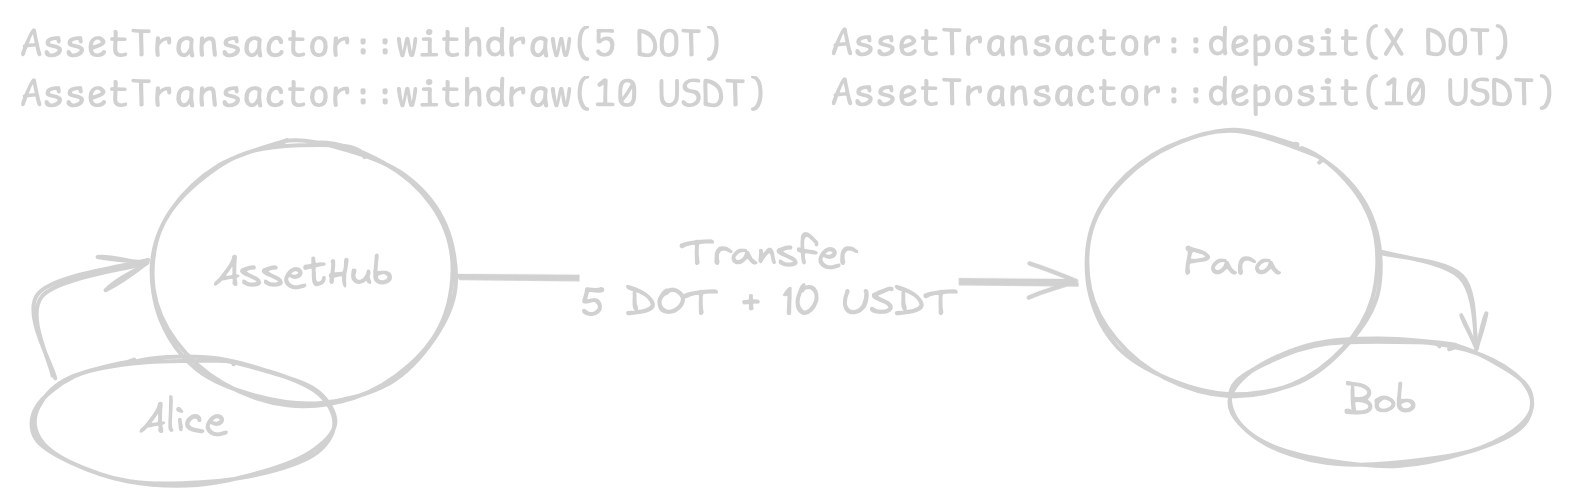 AssetTransactor::withdraw(5 DOT)
AssetTransactor::withdraw(10 USDT)
AssetTransactor::deposit(X DOT)
AssetTransactor::deposit(10 USDT)
AssetHub
Transfer
5 DOT + 10 USDT
Para
Alice
Bob